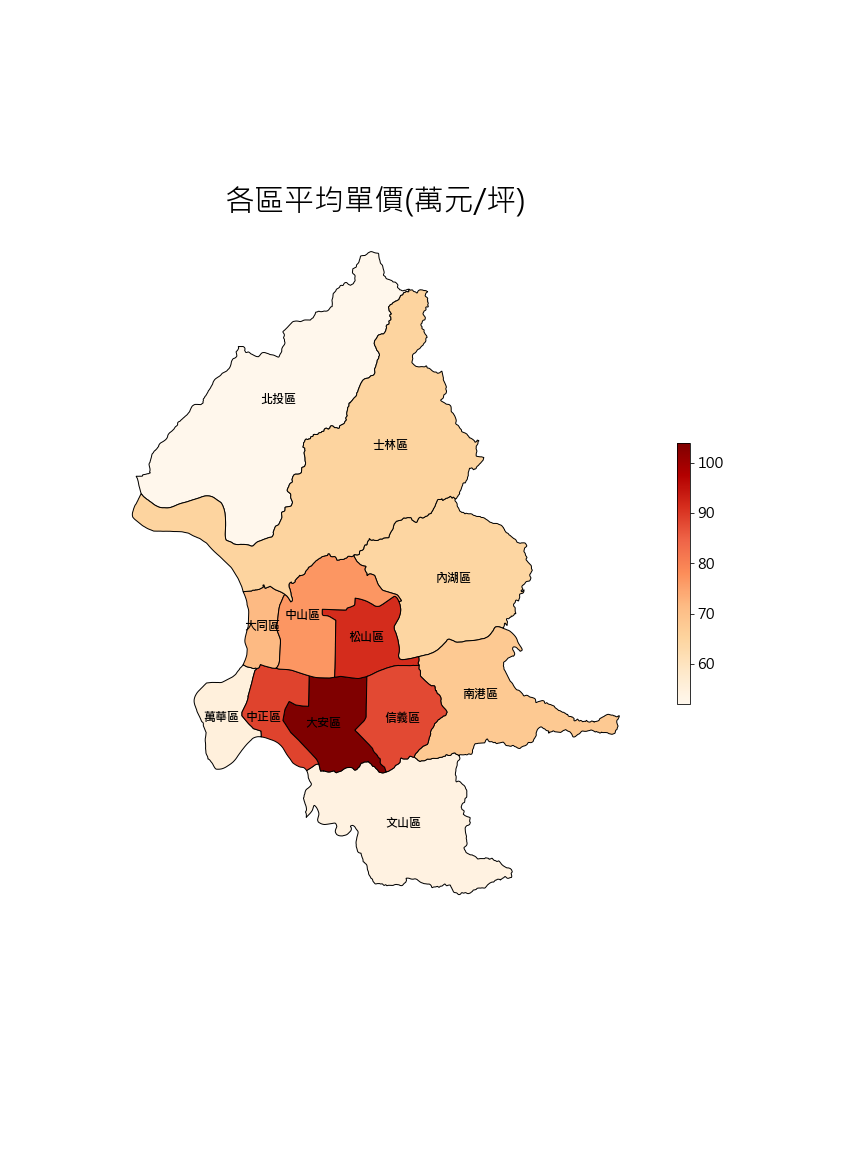 各區平均單價(萬元/坪)
北投區
士林區
100
90
內湖區
80
中山區
70
大同區
松山區
60
南港區
萬華區
中正區
大安區
信義區
文山區